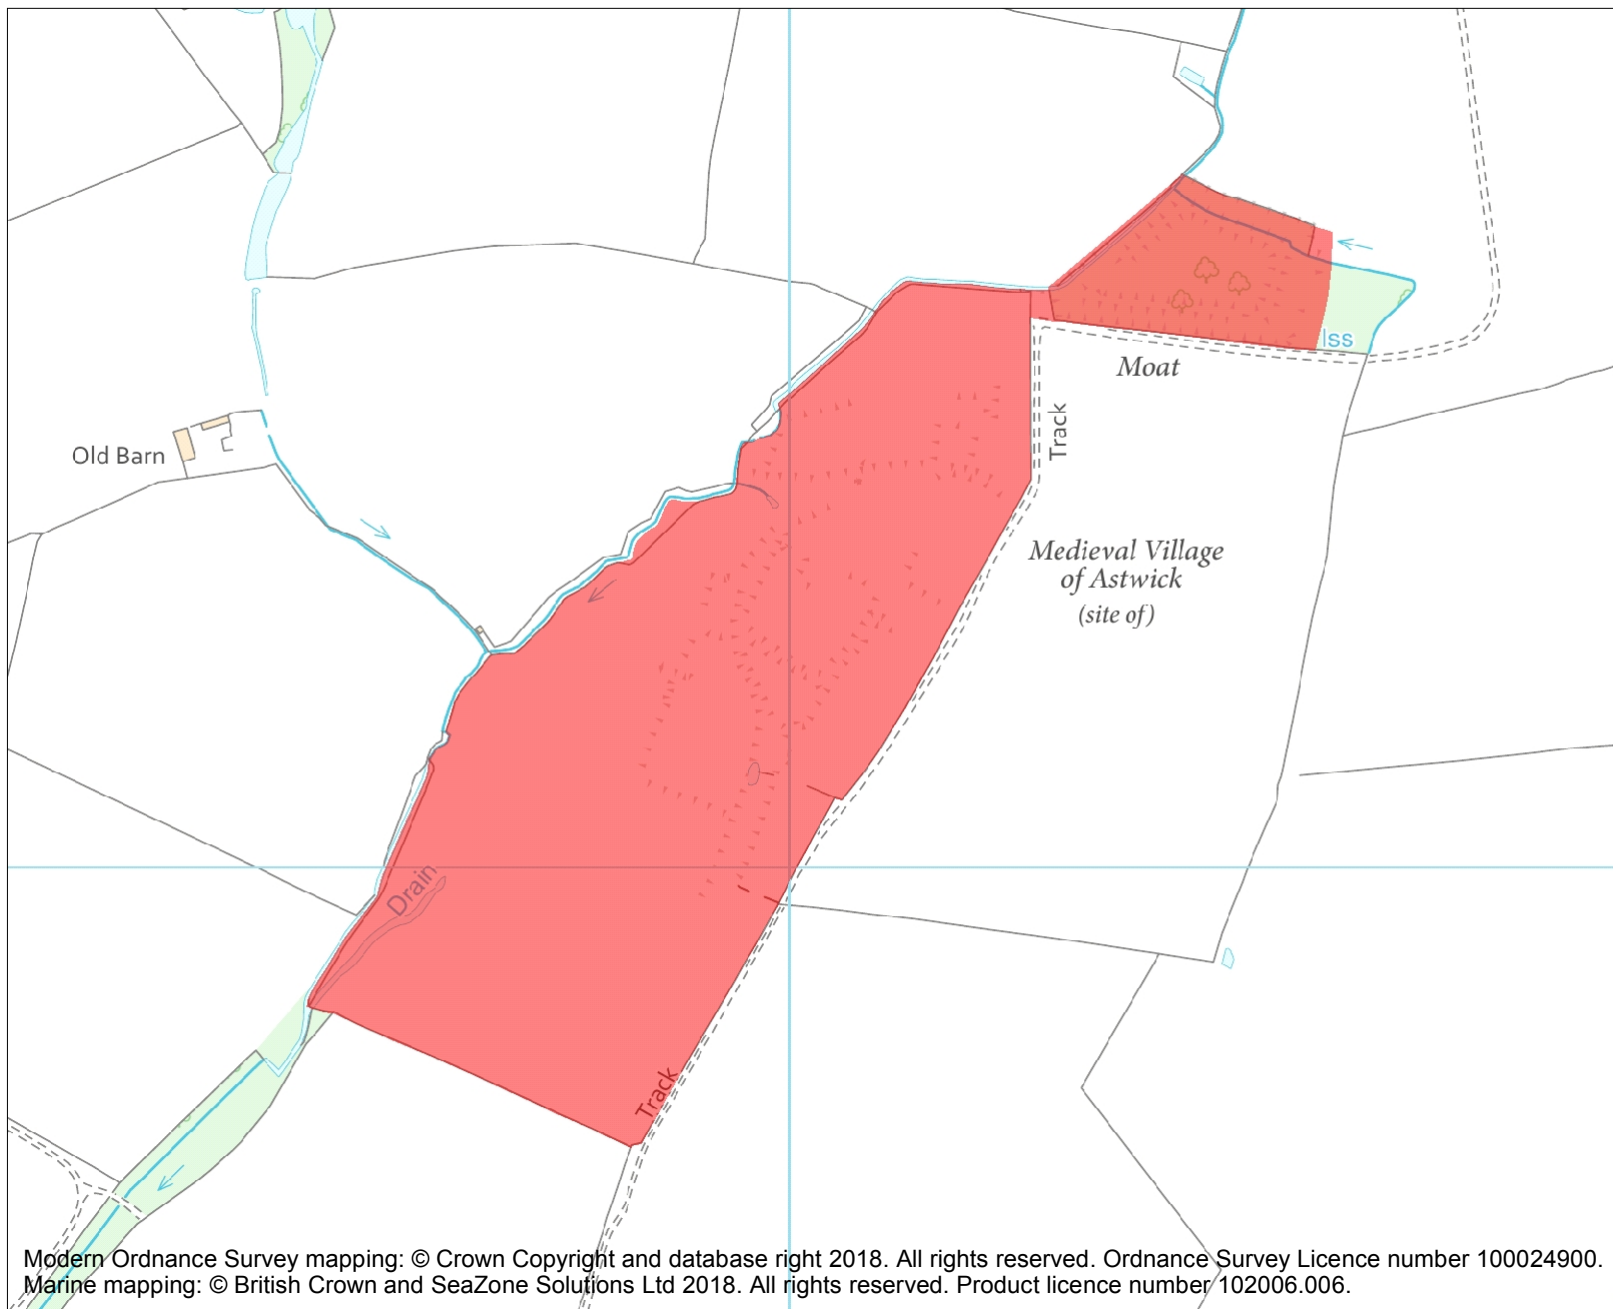 Iss
Moat
Track
Old Barn
Medieval Village
of Astwick
(site of)
Drain
Track
Modern Ordnance Survey mapping: © Crown Copyright and database right 2018. All rights reserved. Ordnance Survey Licence number 100024900.
Marine mapping: © British Crown and SeaZone Solutions Ltd 2018. All rights reserved. Product licence number 102006.006.